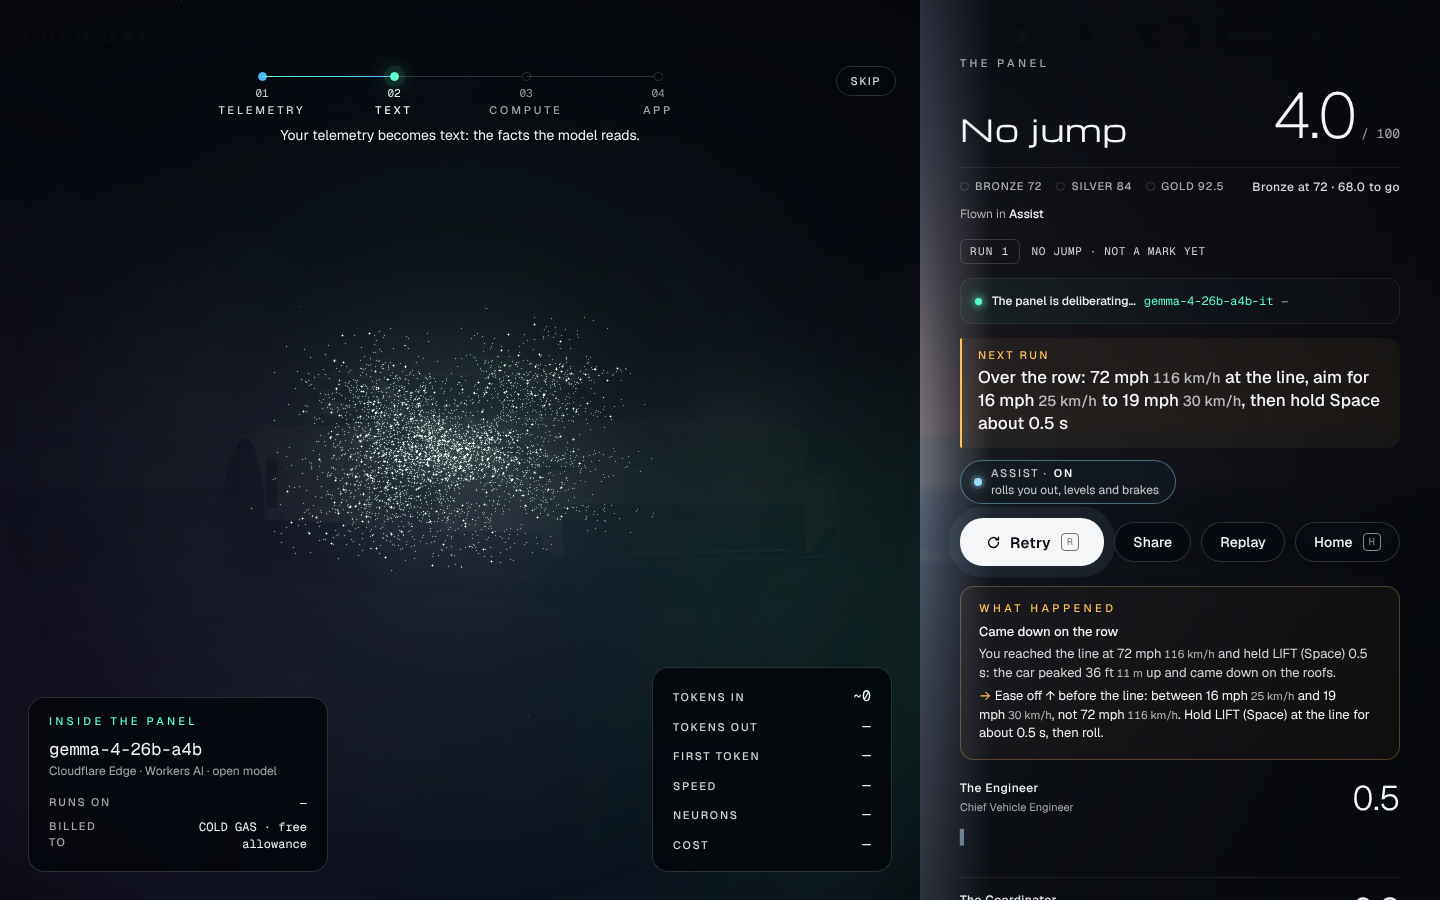 COLD GAS
01
TELEMETRY
02
TEXT
03
COMPUTE
04
APP
SKIP
Your telemetry becomes text: the facts the model reads.
INSIDE THE PANEL
gemma-4-26b-a4b
Cloudflare Edge · Workers AI · open model
RUNS ON –
BILLED TO COLD GAS · free allowance
TOKENS IN ~0
TOKENS OUT –
FIRST TOKEN –
SPEED –
NEURONS –
COST –
THE PANEL
No jump 4.0 / 100
BRONZE 72 SILVER 84 GOLD 92.5 Bronze at 72 · 68.0 to go
Flown in Assist
RUN 1 NO JUMP · NOT A MARK YET
The panel is deliberating… gemma-4-26b-a4b-it –
NEXT RUN
Over the row: 72 mph 116 km/h at the line, aim for
16 mph 25 km/h to 19 mph 30 km/h, then hold Space
about 0.5 s
ASSIST · ON
rolls you out, levels and brakes
Retry R
Share
Replay
Home H
WHAT HAPPENED
Came down on the row
You reached the line at 72 mph 116 km/h and held LIFT (Space) 0.5
s: the car peaked 36 ft 11 m up and came down on the roofs.
→ Ease off ↑ before the line: between 16 mph 25 km/h and 19
mph 30 km/h, not 72 mph 116 km/h. Hold LIFT (Space) at the line for
about 0.5 s, then roll.
The Engineer 0.5
Chief Vehicle Engineer
The Coordinator